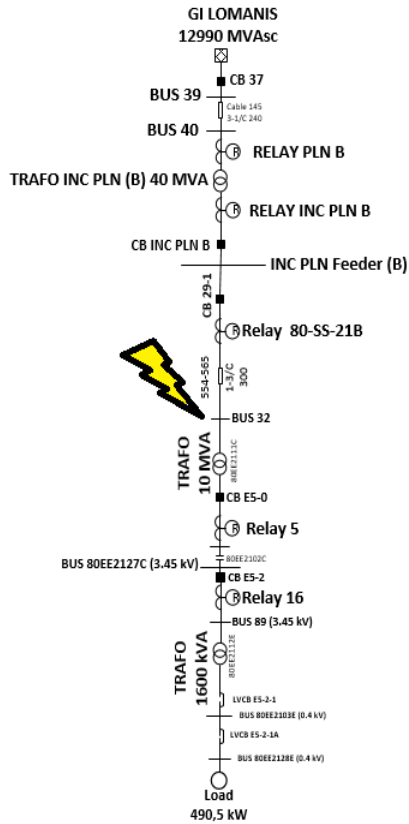 GI LOMANIS
12990 MVAsc
CB 37
BUS 39
Cable 145
3-1/C 240
BUS 40
R
RELAY PLN B
TRAFO INC PLN (B) 40 MVA
R
RELAY INC PLN B
CB INC PLN B
INC PLN Feeder (B)
CB 29-1
R
Relay 80-SS-21B
554-565
1-3/C
300
BUS 32
TRAFO
10 MVA
80EE2111C
CB E5-0
R
Relay 5
80EE2102C
BUS 80EE2127C (3.45 kV)
CB E5-2
R
Relay 16
BUS 89 (3.45 kV)
TRAFO
1600 kVA
80EE2112E
LVCB E5-2-1
BUS 80EE2103E (0.4 kV)
LVCB E5-2-1A
BUS 80EE2128E (0.4 kV)
Load
490,5 kW